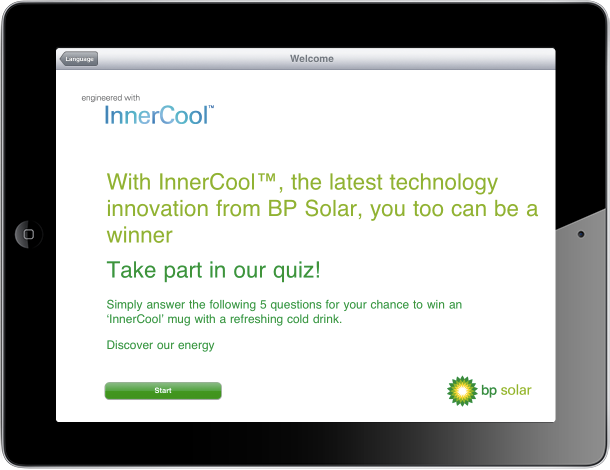 Language
Welcome
engineered with
InnerCool™
With InnerCool™, the latest technology
innovation from BP Solar, you too can be a
winner
Take part in our quiz!
Simply answer the following 5 questions for your chance to win an
‘InnerCool’ mug with a refreshing cold drink.
Discover our energy
Start
bp solar